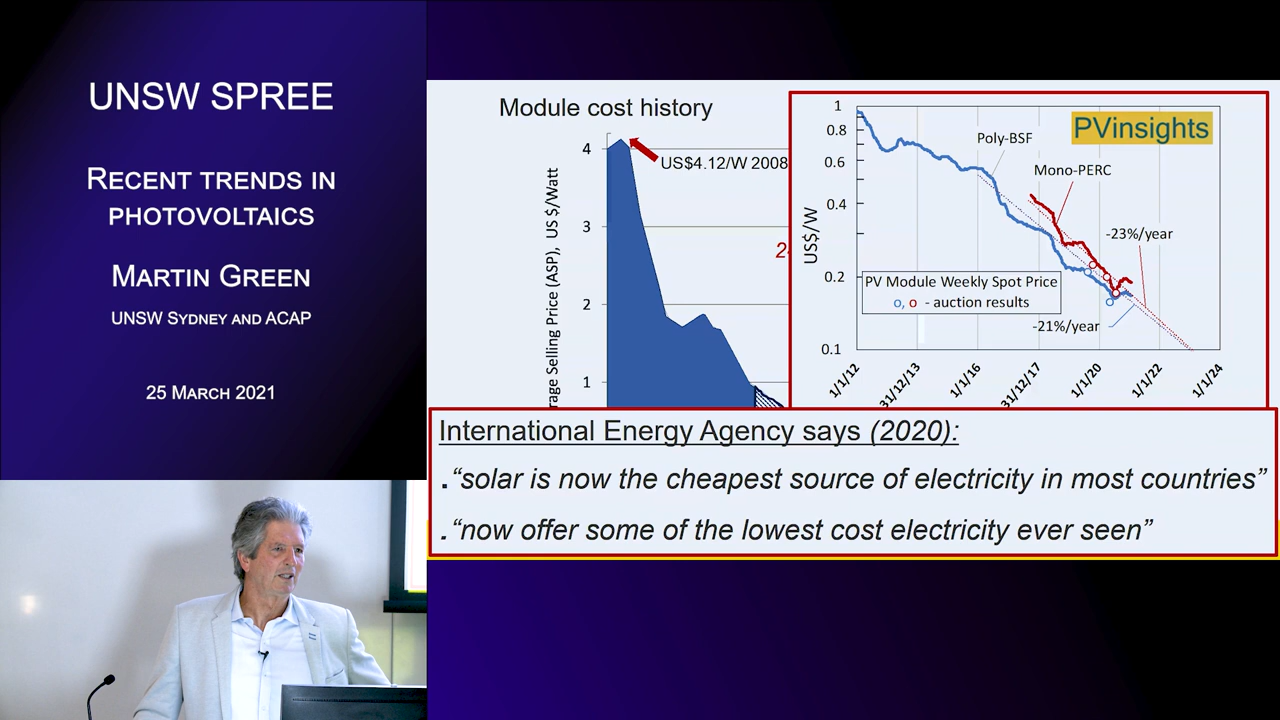 UNSW SPREE
RECENT TRENDS IN
PHOTOVOLTAICS
MARTIN GREEN
UNSW SYDNEY AND ACAP
25 MARCH 2021
Module cost history
4
3
2
1
US$4.12/W 2008
rage Selling Price (ASP), US $/Watt
2
PVinsights
1
0.8
0.6
0.4
0.2
0.1
US$/W
Poly-BSF
Mono-PERC
-23%/year
PV Module Weekly Spot Price
o, o - auction results
-21%/year
1/1/12
31/12/13
1/1/16
31/12/17
1/1/20
1/1/22
1/1/24
International Energy Agency says (2020):
.“solar is now the cheapest source of electricity in most countries”
.“now offer some of the lowest cost electricity ever seen”